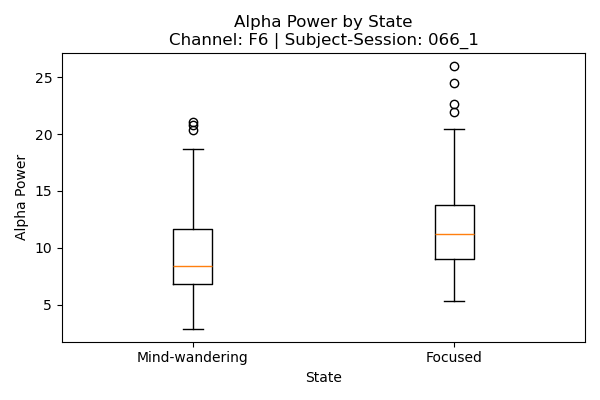 Alpha Power by State
Channel: F6 | Subject-Session: 066_1
25
20
15
10
5
Alpha Power
Mind-wandering
Focused
State